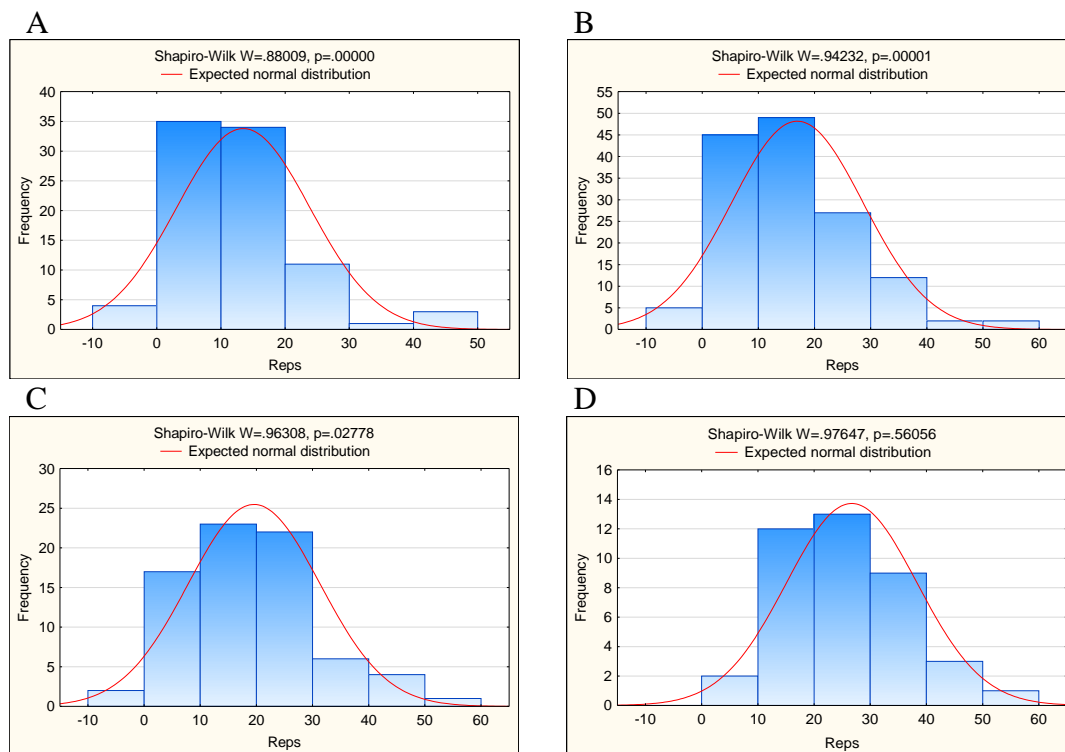 A
Shapiro-Wilk W=.88009, p=.00000
Expected normal distribution
40
35
30
25
20
15
10
5
0
Frequency
-10 0 10 20 30 40 50
Reps
B
Shapiro-Wilk W=.94232, p=.00001
Expected normal distribution
55
50
45
40
35
30
25
20
15
10
5
0
Frequency
-10 0 10 20 30 40 50 60
Reps
C
Shapiro-Wilk W=.96308, p=.02778
Expected normal distribution
30
25
20
15
10
5
0
Frequency
-10 0 10 20 30 40 50 60
Reps
D
Shapiro-Wilk W=.97647, p=.56056
Expected normal distribution
16
14
12
10
8
6
4
2
0
Frequency
-10 0 10 20 30 40 50 60
Reps